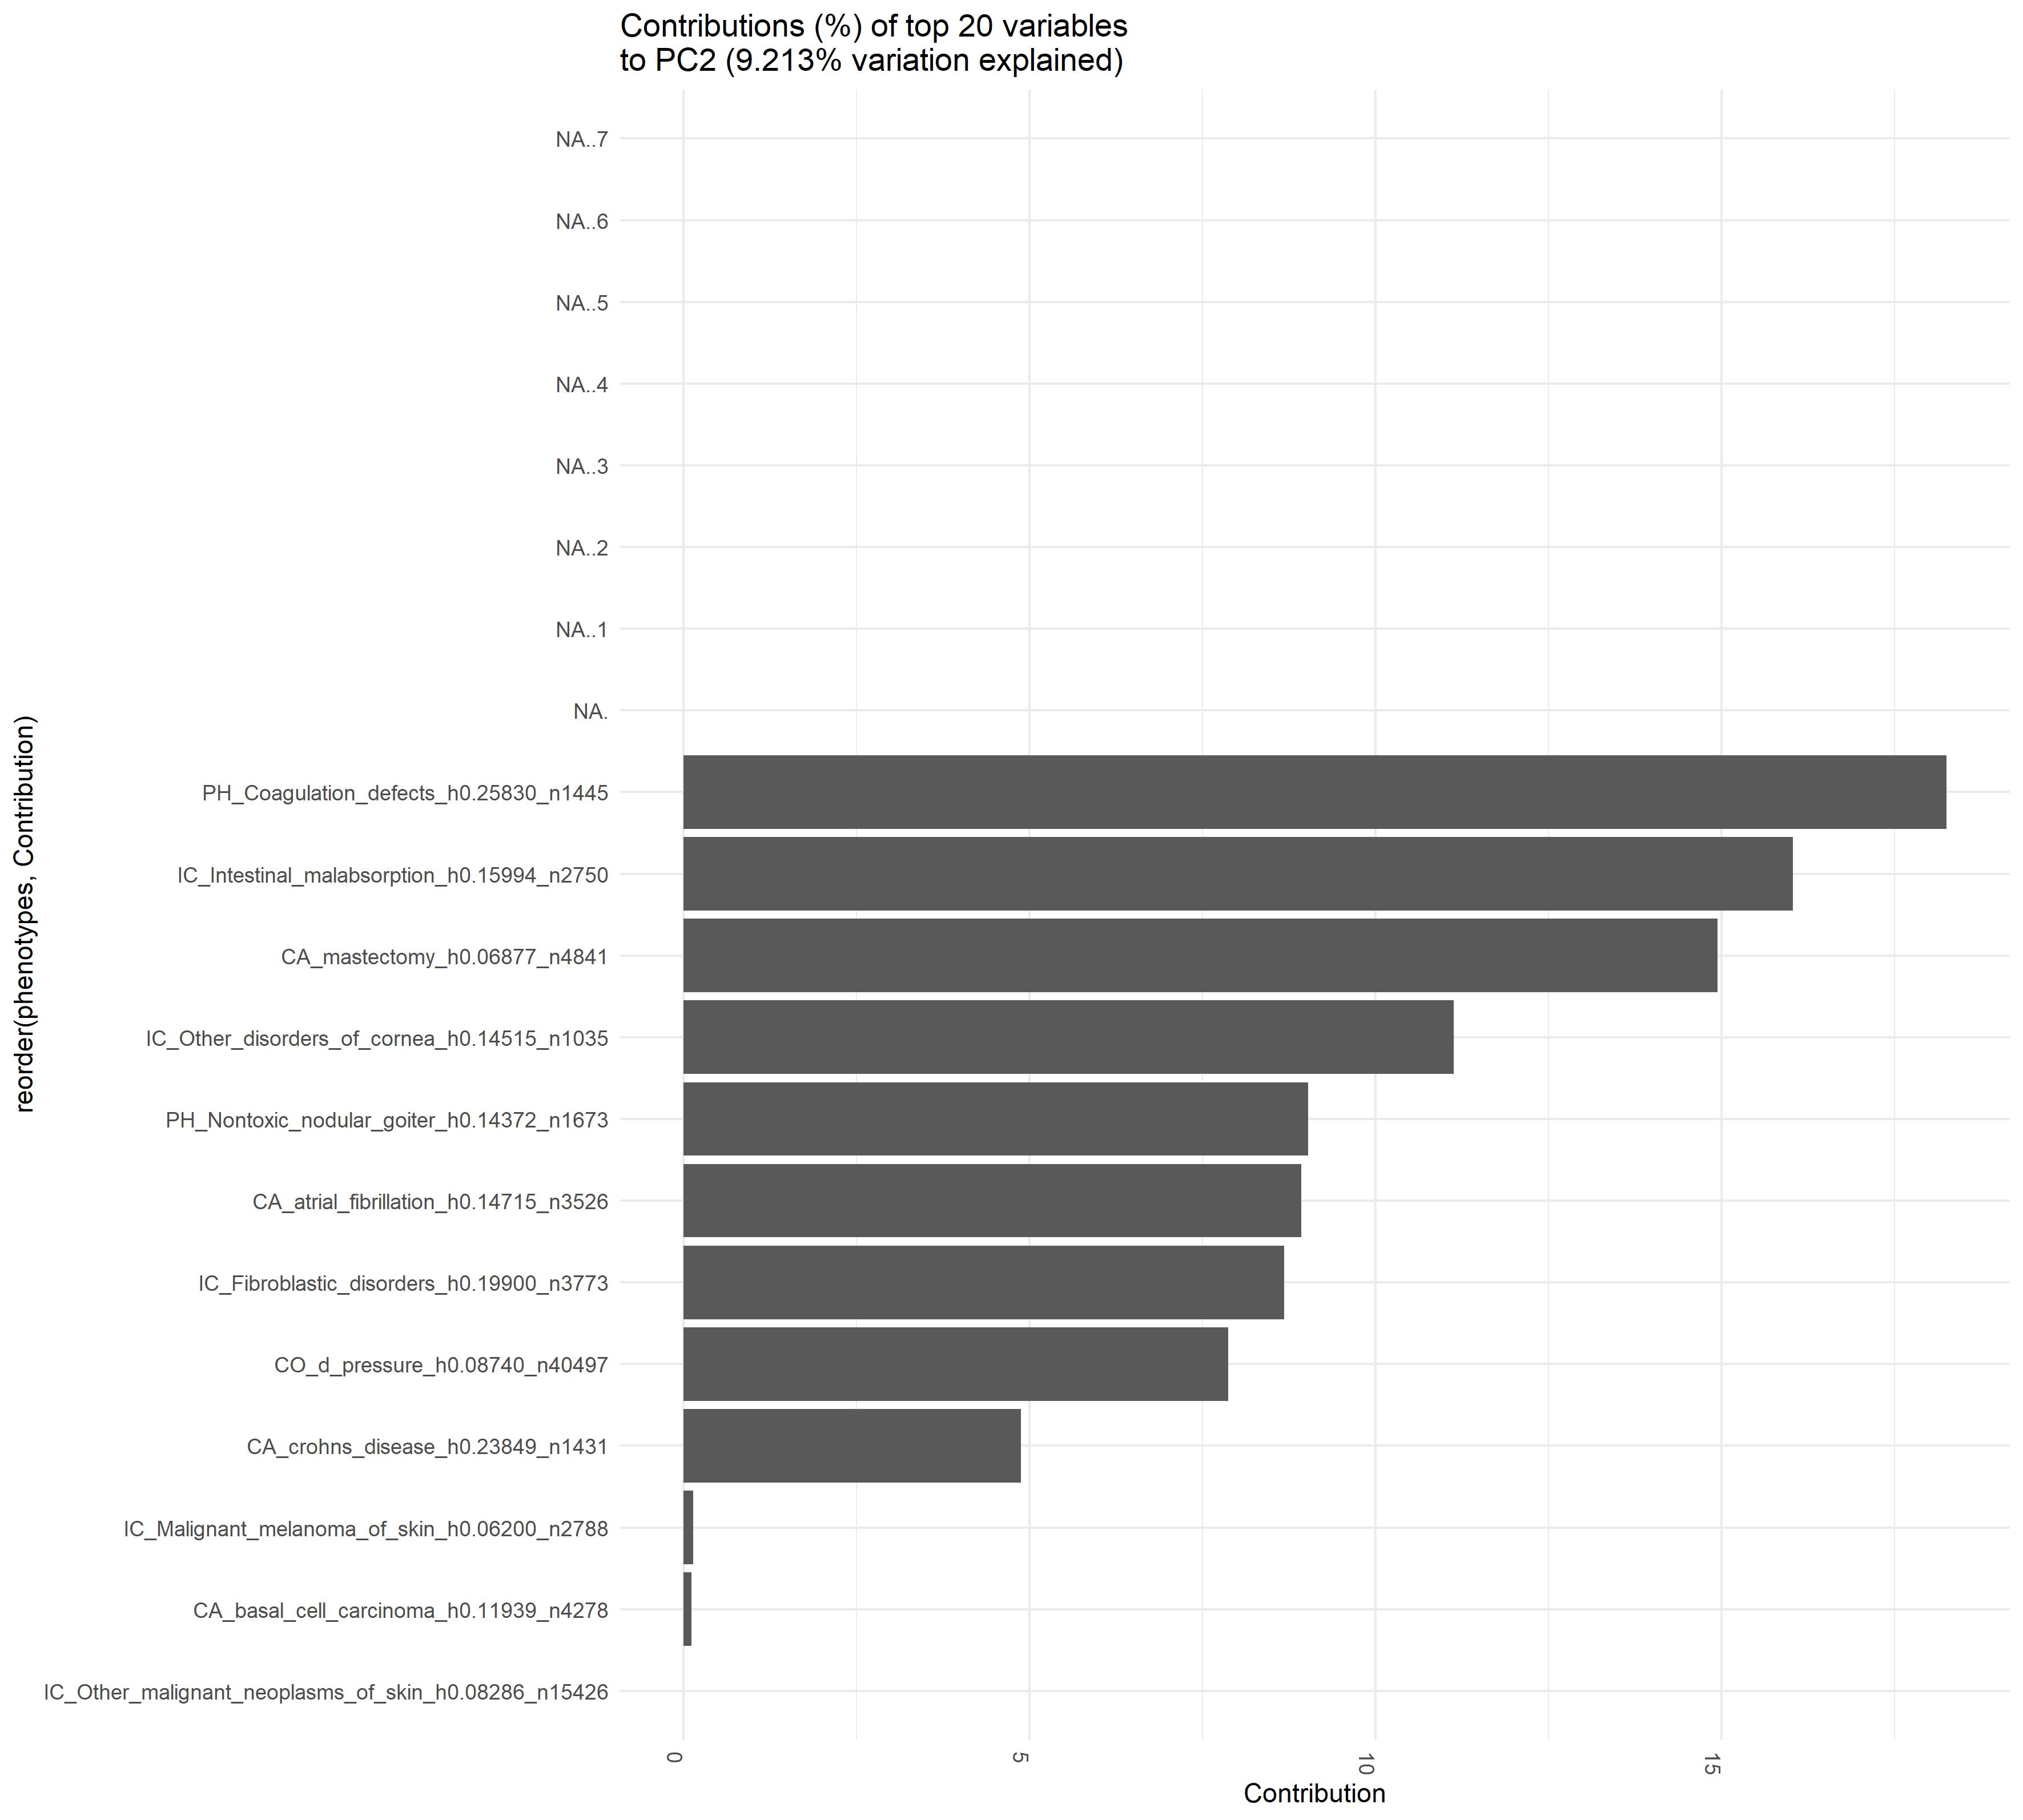 Contributions (%) of top 20 variables
to PC2 (9.213% variation explained)
NA..7
NA..6
NA..5
NA..4
NA..3
NA..2
NA..1
NA.
PH_Coagulation_defects_h0.25830_n1445
IC_Intestinal_malabsorption_h0.15994_n2750
CA_mastectomy_h0.06877_n4841
IC_Other_disorders_of_cornea_h0.14515_n1035
PH_Nontoxic_nodular_goiter_h0.14372_n1673
CA_atrial_fibrillation_h0.14715_n3526
IC_Fibroblastic_disorders_h0.19900_n3773
CO_d_pressure_h0.08740_n40497
CA_crohns_disease_h0.23849_n1431
IC_Malignant_melanoma_of_skin_h0.06200_n2788
CA_basal_cell_carcinoma_h0.11939_n4278
IC_Other_malignant_neoplasms_of_skin_h0.08286_n15426
reorder(phenotypes, Contribution)
0
5
10
15
Contribution